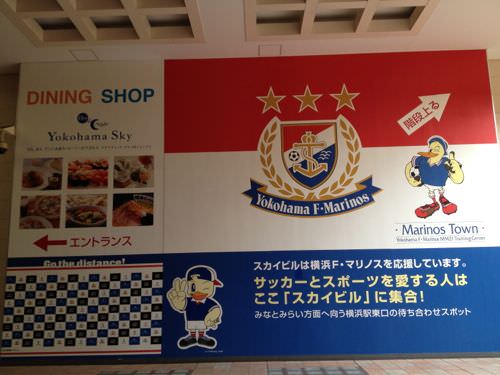 DINING SHOP
Yokohama Sky
エントランス
Go the distance!
階段上る
Yokohama F・Marinos
・Marinos Town・
Yokohama F・Marinos MM21 Training Center
スカイビルは横浜F・マリノスを応援しています。
サッカーとスポーツを愛する人は
ここ「スカイビル」に集合!
みなとみらい方面へ向う横浜駅東口の待ち合わせスポット